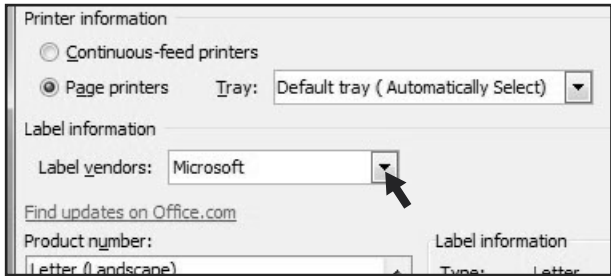 Printer information
Continuous-feed printers
Page printers Tray: Default tray ( Automatically Select)
Label information
Label vendors: Microsoft
Find updates on Office.com
Product number: Label information
Letter (Landscape) Type: Letter